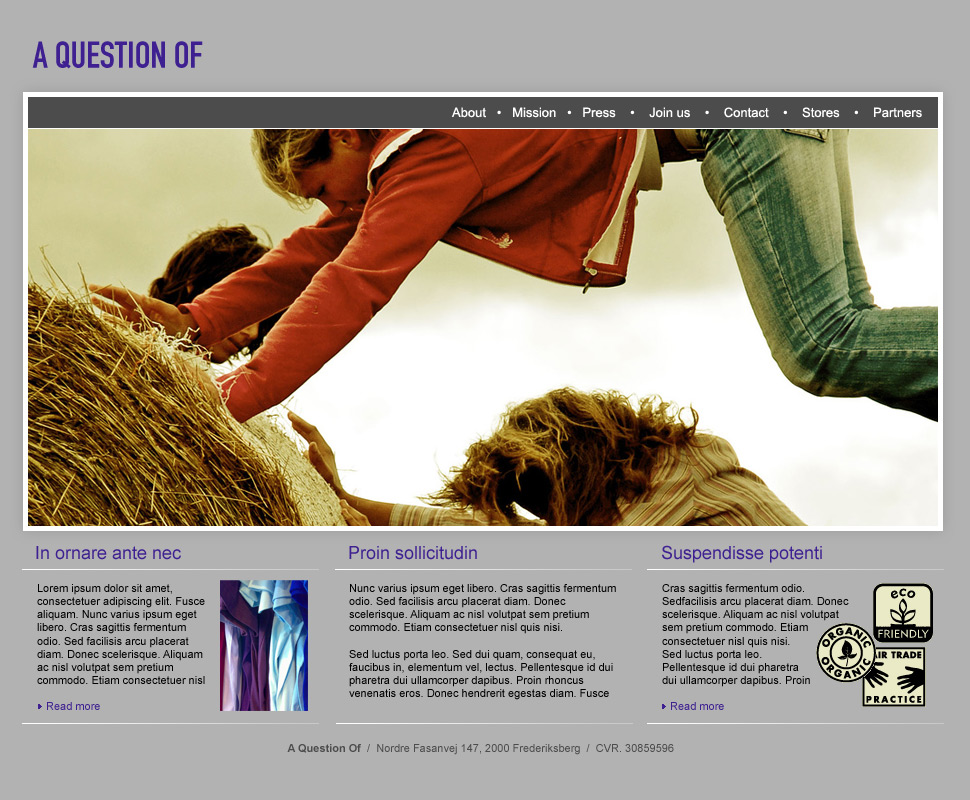 A QUESTION OF
About • Mission • Press • Join us • Contact • Stores • Partners
In ornare ante nec
Lorem ipsum dolor sit amet,
consectetuer adipiscing elit. Fusce
aliquam. Nunc varius ipsum eget
libero. Cras sagittis fermentum
odio. Sed facilisis arcu placerat
diam. Donec scelerisque. Aliquam
ac nisl volutpat sem pretium
commodo. Etiam consectetuer nisl
Read more
Proin sollicitudin
Nunc varius ipsum eget libero. Cras sagittis fermentum
odio. Sed facilisis arcu placerat diam. Donec
scelerisque. Aliquam ac nisl volutpat sem pretium
commodo. Etiam consectetuer nisl quis nisi.
Sed luctus porta leo. Sed dui quam, consequat eu,
faucibus in, elementum vel, lectus. Pellentesque id dui
pharetra dui ullamcorper dapibus. Proin rhoncus
venenatis eros. Donec hendrerit egestas diam. Fusce
Suspendisse potenti
Cras sagittis fermentum odio.
Sedfacilisis arcu placerat diam. Donec
scelerisque. Aliquam ac nisl volutpat
sem pretium commodo. Etiam
consectetuer nisl quis nisi.
Sed luctus porta leo.
Pellentesque id dui pharetra
dui ullamcorper dapibus. Proin
Read more
eco
FRIENDLY
ORGANIC
ORGANIC
AIR TRADE
PRACTICE
A Question Of / Nordre Fasanvej 147, 2000 Frederiksberg / CVR. 30859596